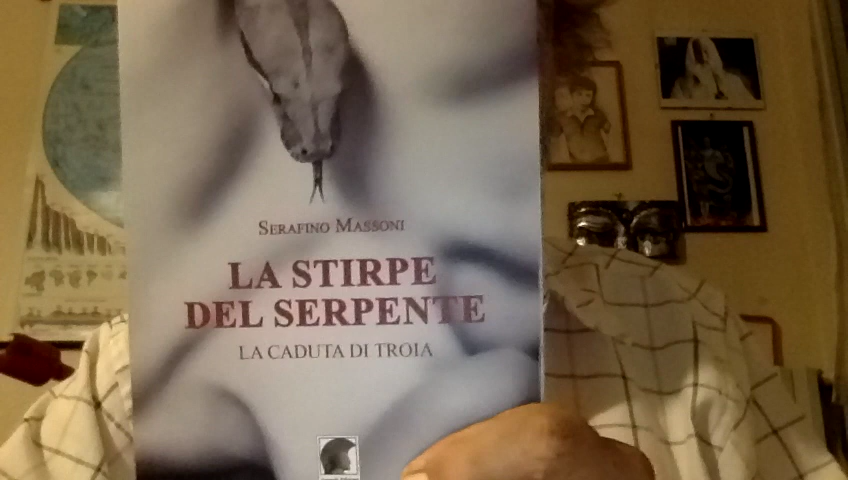 SERAFINO MASSONI
LA STIRPE
DEL SERPENTE
LA CADUTA DI TROIA